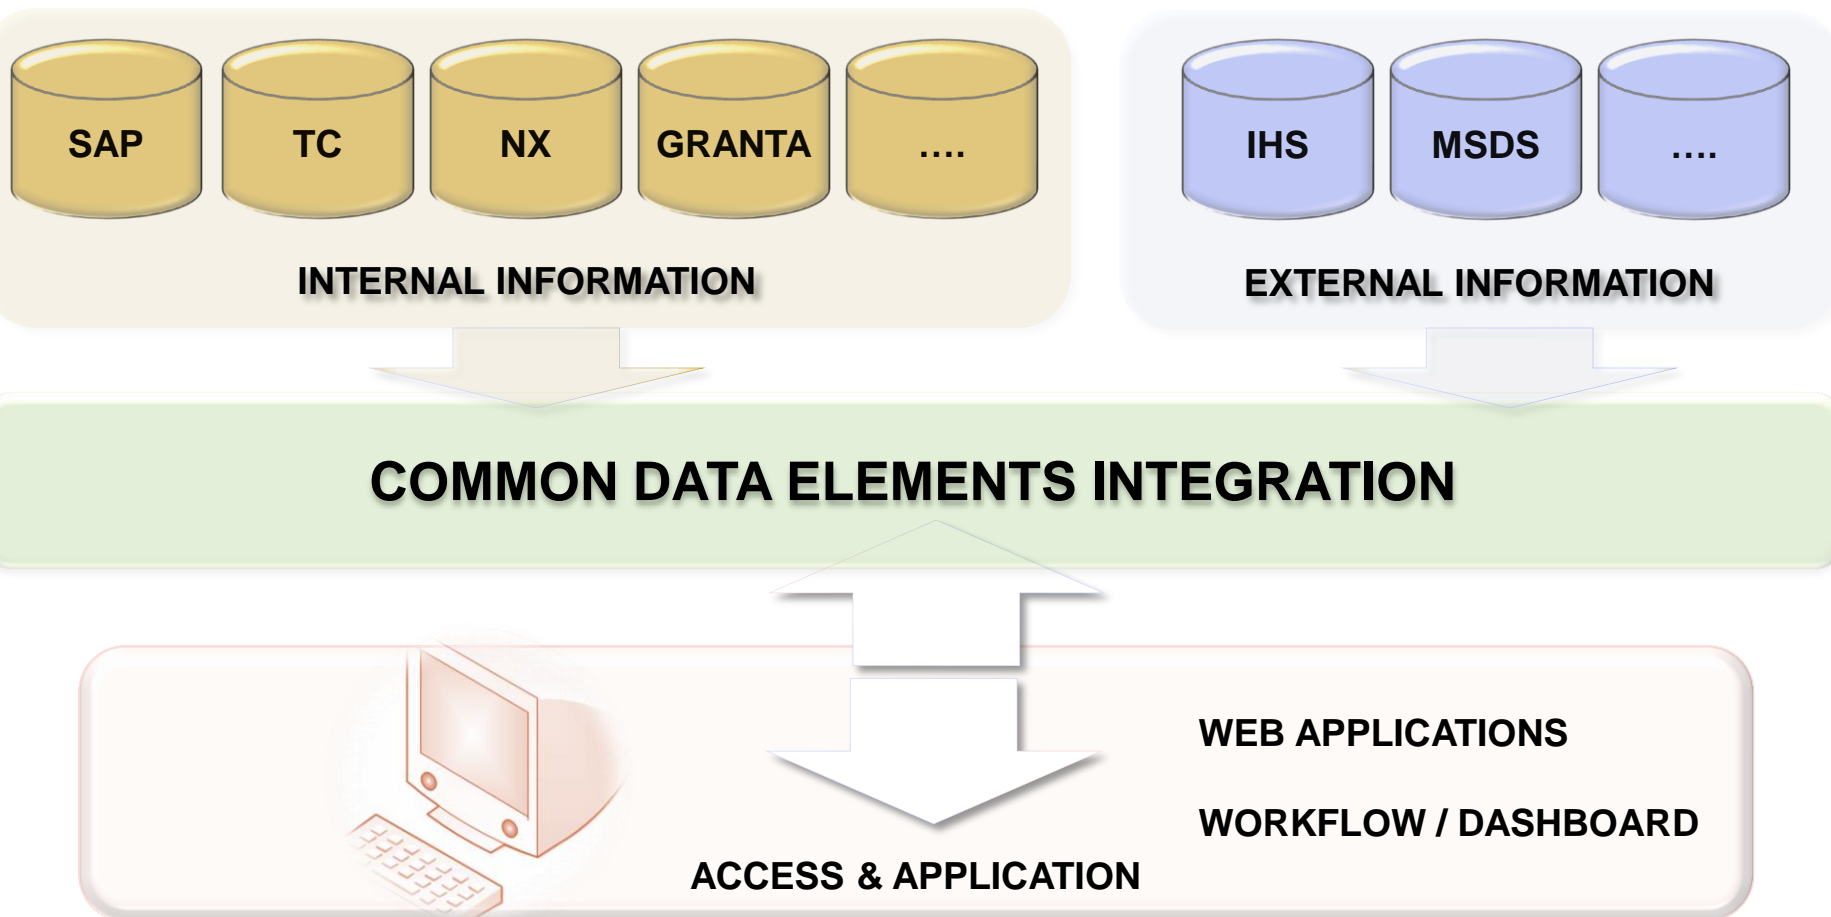 SAP
TC
NX
GRANTA
....
INTERNAL INFORMATION
IHS
MSDS
....
EXTERNAL INFORMATION
COMMON DATA ELEMENTS INTEGRATION
WEB APPLICATIONS
WORKFLOW / DASHBOARD
ACCESS & APPLICATION